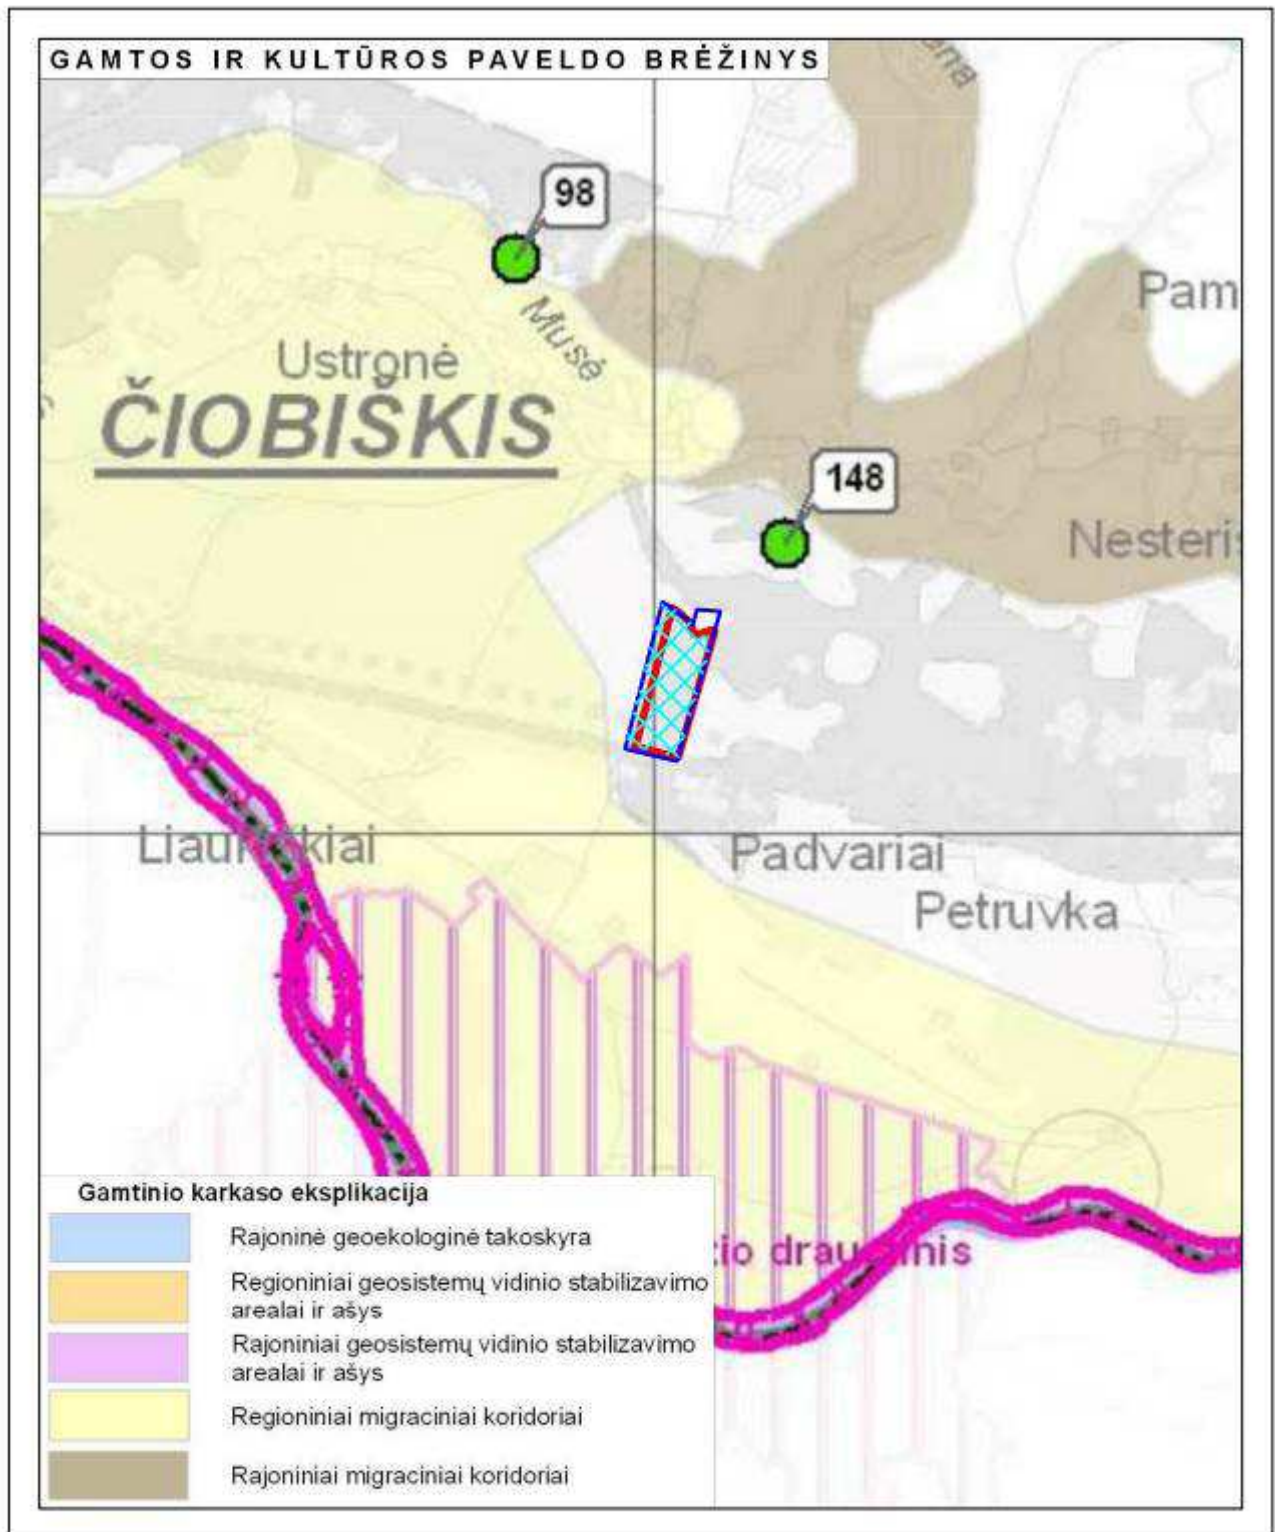 GAMTOS IR KULTŪROS PAVELDO BRĖŽINYS
98
Musė
Pam
Ustronė
ČIOBIŠKIS
148
Nesteris
Padvariai
Petruvka
Gamtinio karkaso eksplikacija
Rajoninė geoekologinė takoskyra
Regioniniai geosistemų vidinio stabilizavimo
arealai ir ašys
Rajoniniai geosistemų vidinio stabilizavimo
arealai ir ašys
Regioniniai migraciniai koridoriai
Rajoniniai migraciniai koridoriai